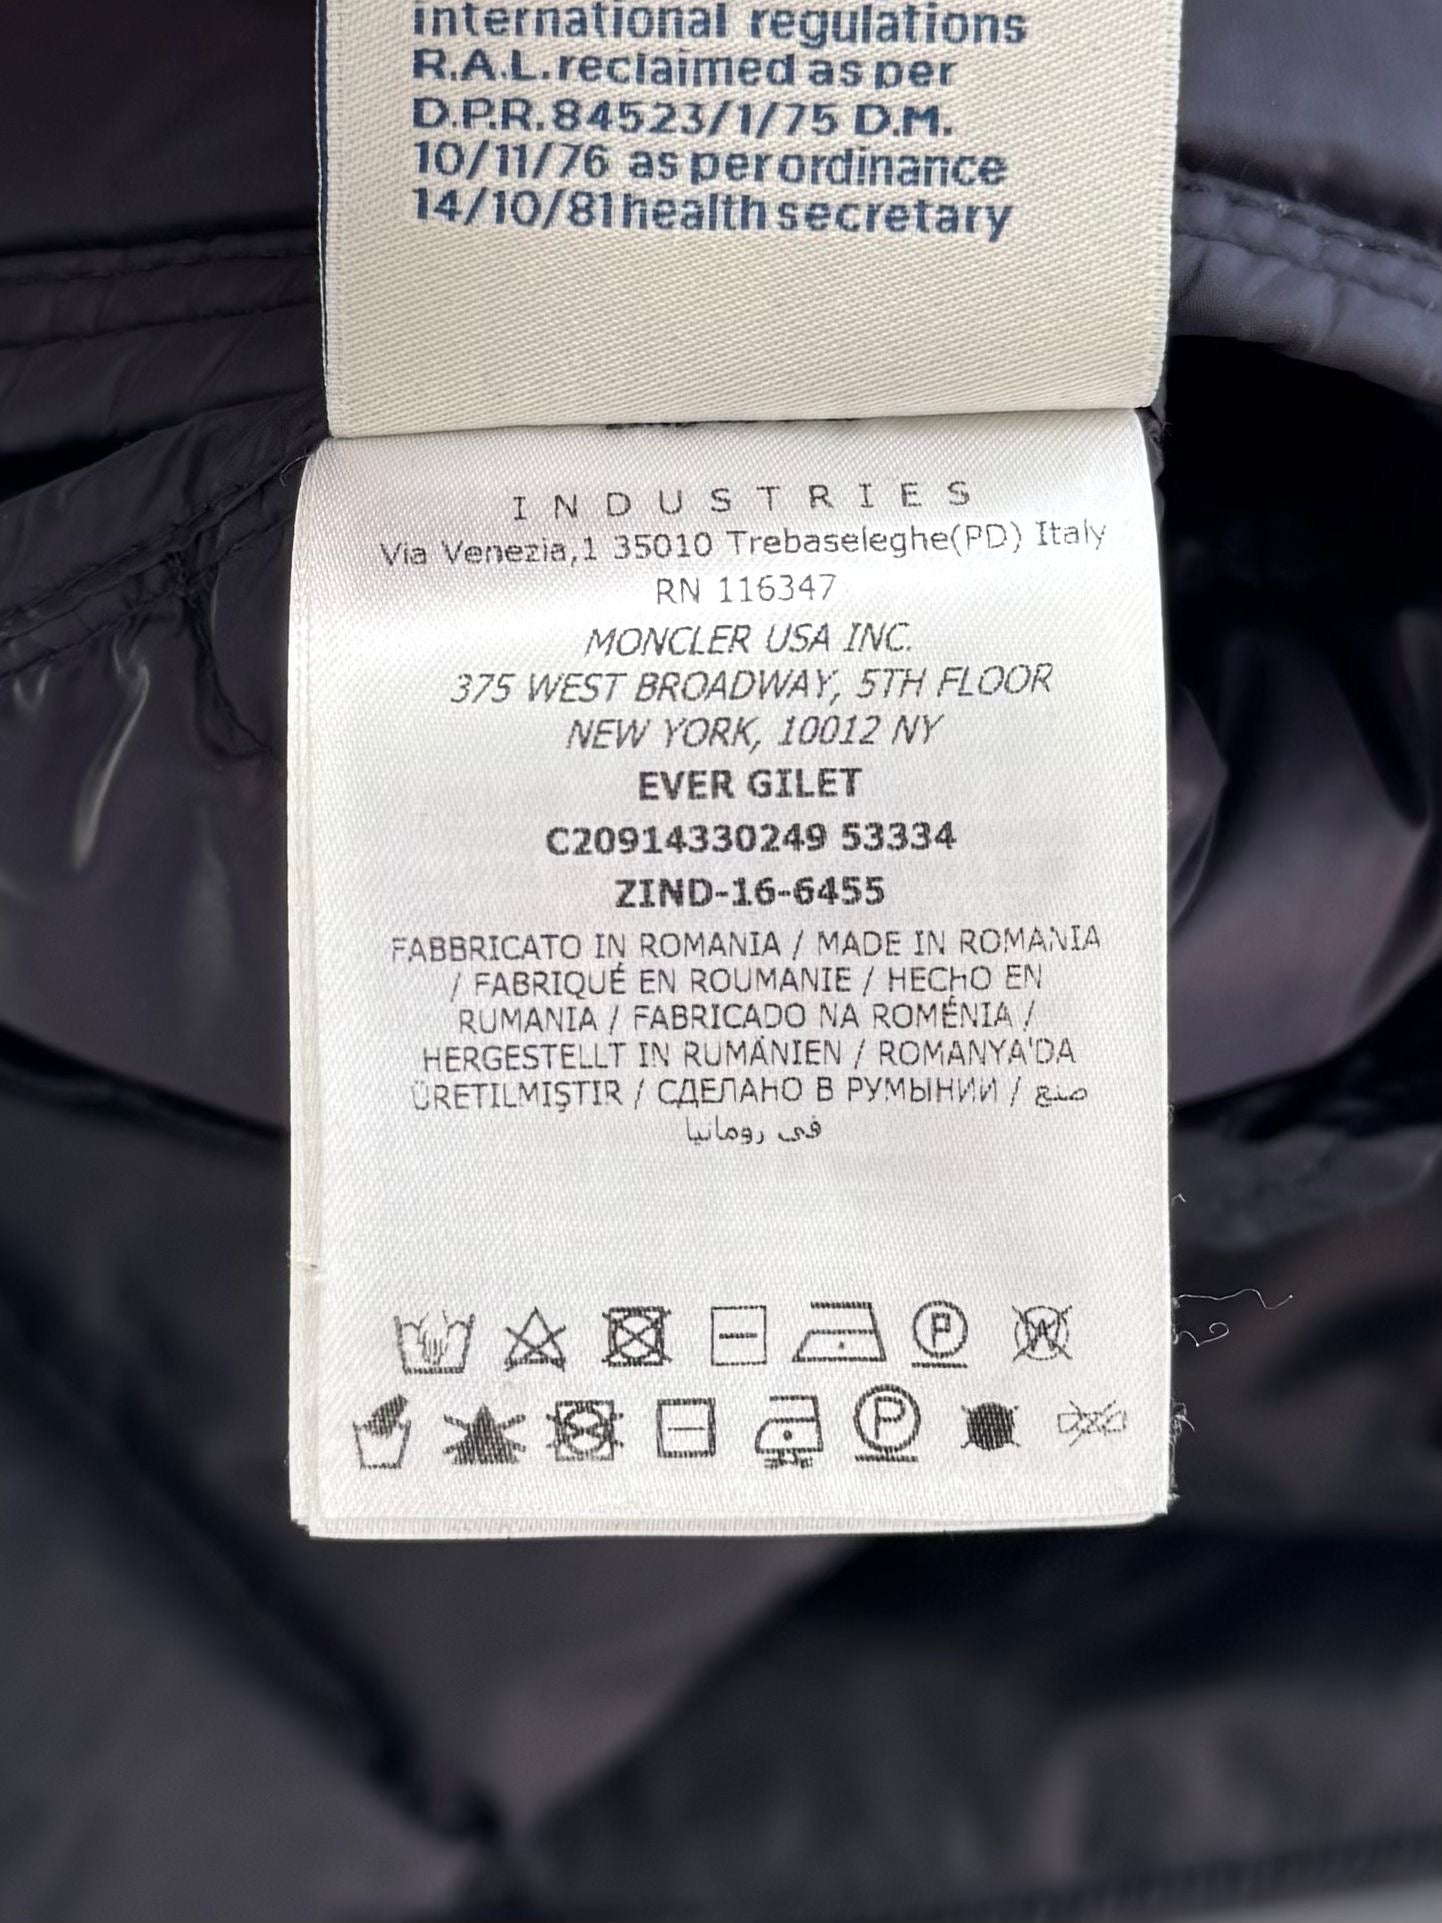 international regulations
R.A.L. reclaimed as per
D.P.R. 84523/1/75 D.M.
10/11/76 as per ordinance
14/10/81 health secretary
INDUSTRIES
Via Venezia,1 35010 Trebaseleghe(PD) Italy
RN 116347
MONCLER USA INC.
375 WEST BROADWAY, 5TH FLOOR
NEW YORK, 10012 NY
EVER GILET
C20914330249 53334
ZIND-16-6455
FABBRICATO IN ROMANIA / MADE IN ROMANIA
/ FABRIQUÉ EN ROUMANIE / HECHO EN
RUMANIA / FABRICADO NA ROMÉNIA /
HERGESTELLT IN RUMÄNIEN / ROMANYA'DA
ÜRETILMIŞTIR / СДЕЛАНО В РУМЫНИИ / صنع
في رومانيا
P W
P